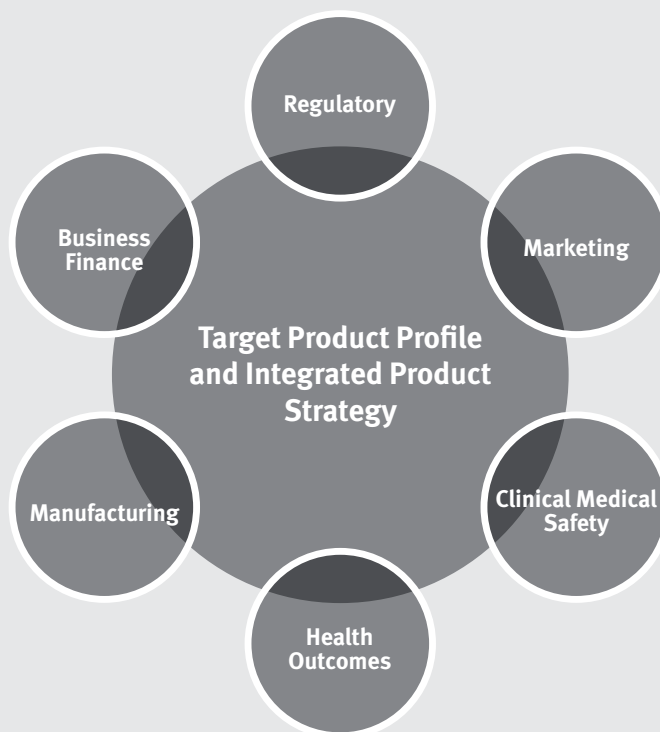 Regulatory
Business
Finance
Marketing
Target Product Profile
and Integrated Product
Strategy
Manufacturing
Clinical Medical
Safety
Health
Outcomes